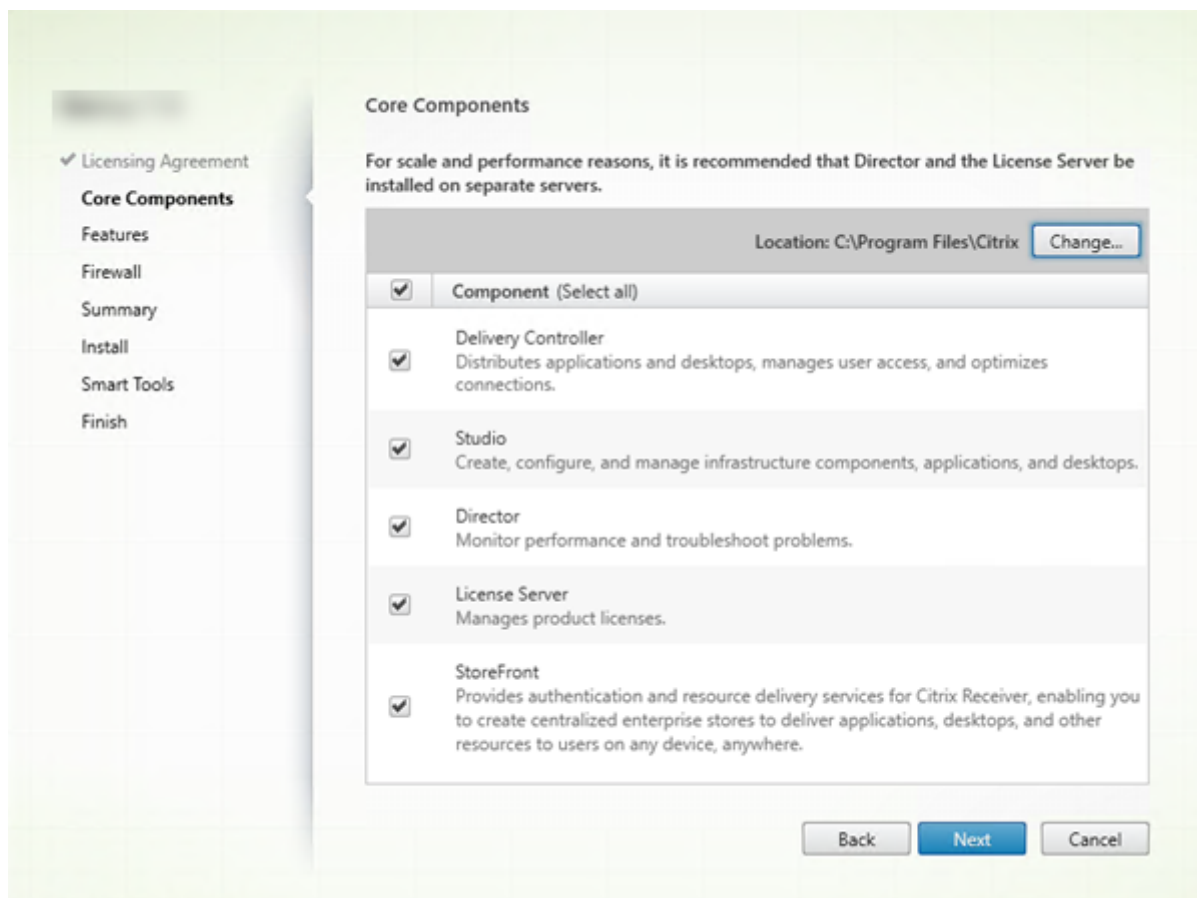 Licensing Agreement
Core Components
Features
Firewall
Summary
Install
Smart Tools
Finish
Core Components
For scale and performance reasons, it is recommended that Director and the License Server be
installed on separate servers.
Location: C:\Program Files\Citrix
Change...
Component (Select all)
Delivery Controller
Distributes applications and desktops, manages user access, and optimizes
connections.
Studio
Create, configure, and manage infrastructure components, applications, and desktops.
Director
Monitor performance and troubleshoot problems.
License Server
Manages product licenses.
StoreFront
Provides authentication and resource delivery services for Citrix Receiver, enabling you
to create centralized enterprise stores to deliver applications, desktops, and other
resources to users on any device, anywhere.
Back
Next
Cancel